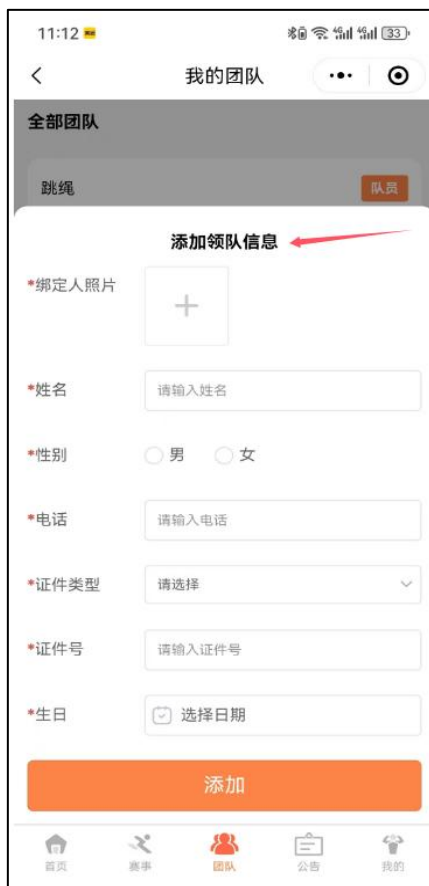 11:12
33
我的团队
全部团队
跳绳 队员
添加领队信息
*绑定人照片
*姓名 请输入姓名
*性别 男 女
*电话 请输入电话
*证件类型 请选择
*证件号 请输入证件号
*生日 选择日期
添加
首页 赛事 团队 公告 我的